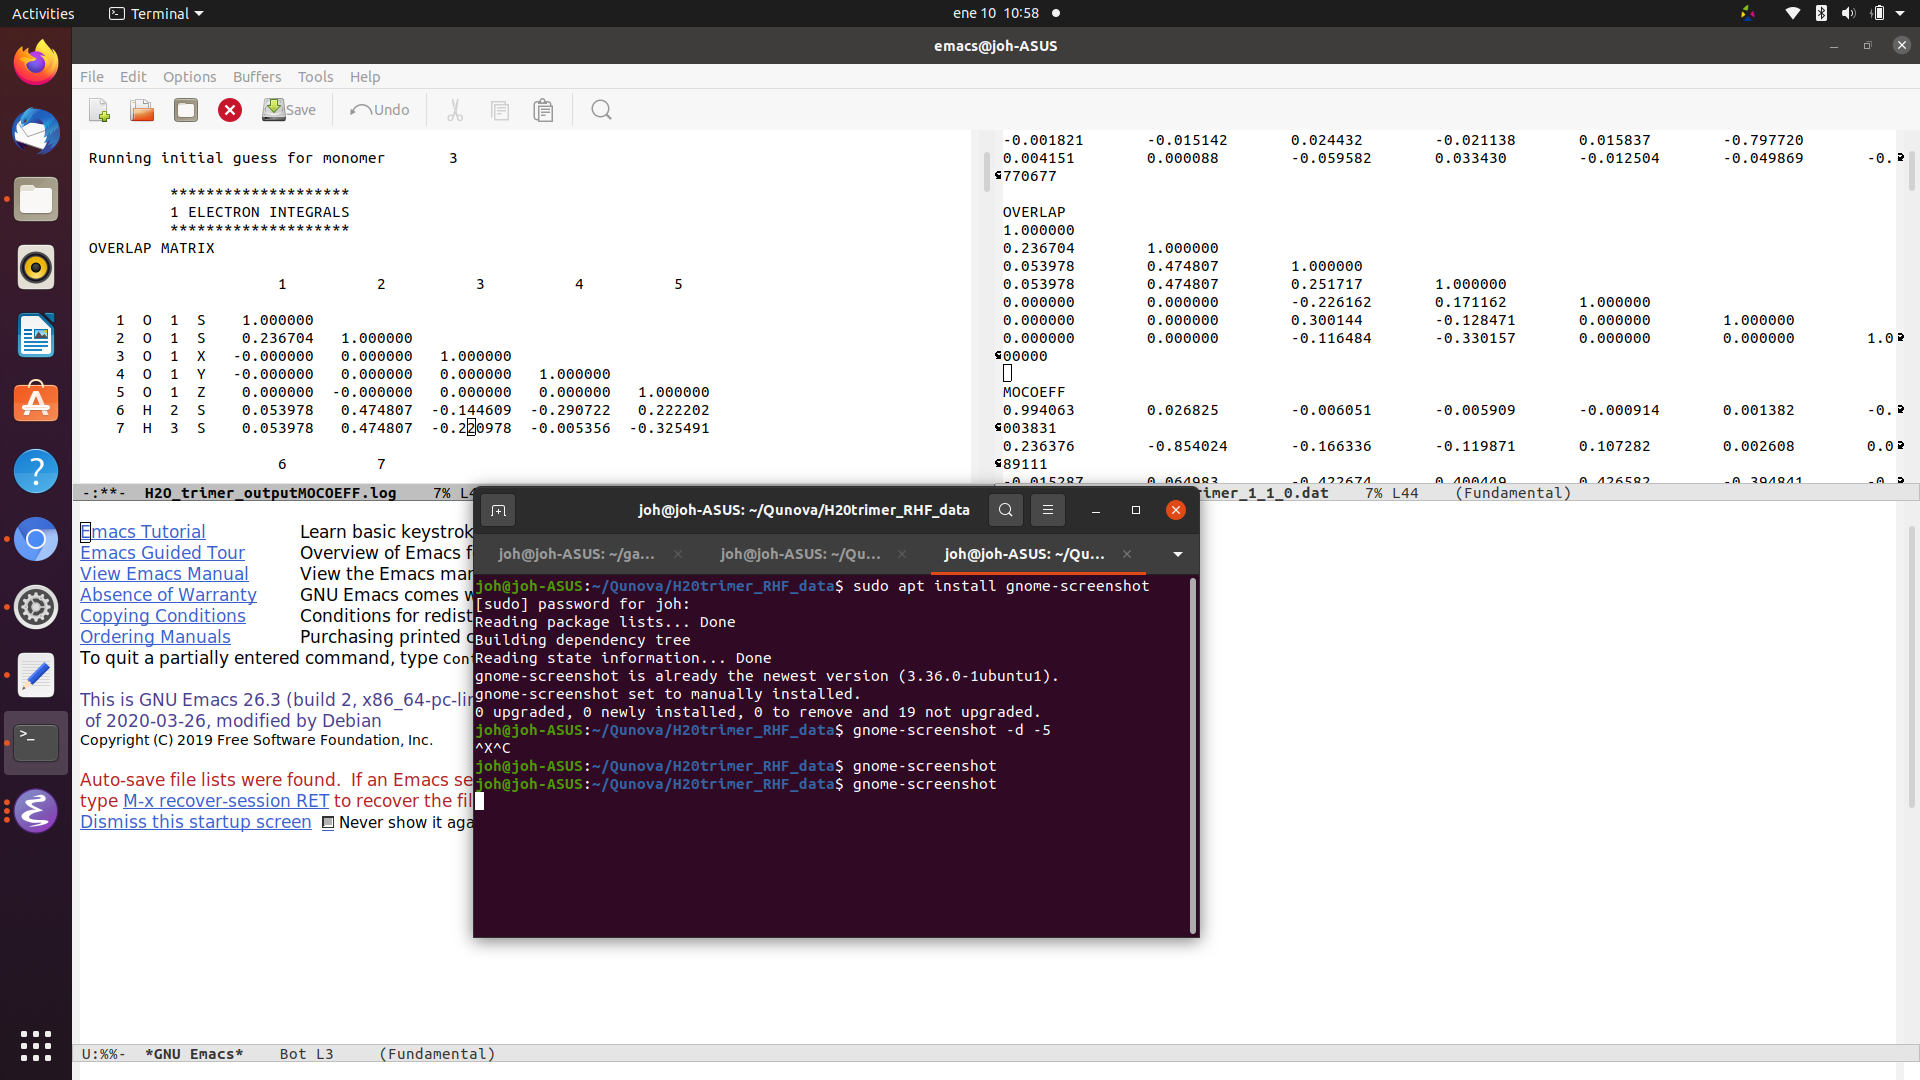 Activities Terminal ene 10 10:58
emacs@joh-ASUS
File Edit Options Buffers Tools Help
Save Undo
Running initial guess for monomer 3
********************
1 ELECTRON INTEGRALS
********************
OVERLAP MATRIX
1 2 3 4 5
1 O 1 S 1.000000
2 O 1 S 0.236704 1.000000
3 O 1 X -0.000000 0.000000 1.000000
4 O 1 Y -0.000000 0.000000 0.000000 1.000000
5 O 1 Z 0.000000 -0.000000 0.000000 0.000000 1.000000
6 H 2 S 0.053978 0.474807 -0.144609 -0.290722 0.222202
7 H 3 S 0.053978 0.474807 -0.220978 -0.005356 -0.325491
6 7
-:**- H2O_trimer_outputMOCOEFF.log 7% L4
-0.001821 -0.015142 0.024432 -0.021138 0.015837 -0.797720
0.004151 0.000088 -0.059582 0.033430 -0.012504 -0.049869 -0.
770677
OVERLAP
1.000000
0.236704 1.000000
0.053978 0.474807 1.000000
0.053978 0.474807 0.251717 1.000000
0.000000 0.000000 -0.226162 0.171162 1.000000
0.000000 0.000000 0.300144 -0.128471 0.000000 1.000000
0.000000 0.000000 -0.116484 -0.330157 0.000000 0.000000 1.0
00000
MOCOEFF
0.994063 0.026825 -0.006051 -0.005909 -0.000914 0.001382 -0.
003831
0.236376 -0.854024 -0.166336 -0.119871 0.107282 0.002608 0.0
89111
-0.015287 0.064983 -0.422674 0.400449 0.426582 -0.394841 -0.
rimer_1_1_0.dat 7% L44 (Fundamental)
Emacs Tutorial Learn basic keystrok
Emacs Guided Tour Overview of Emacs f
View Emacs Manual View the Emacs man
Absence of Warranty GNU Emacs comes w
Copying Conditions Conditions for redist
Ordering Manuals Purchasing printed c
To quit a partially entered command, type Cont
This is GNU Emacs 26.3 (build 2, x86_64-pc-lin
of 2020-03-26, modified by Debian
Copyright (C) 2019 Free Software Foundation, Inc.
Auto-save file lists were found. If an Emacs se
type M-x recover-session RET to recover the fil
Dismiss this startup screen Never show it aga
U:%%- *GNU Emacs* Bot L3 (Fundamental)
joh@joh-ASUS: ~/Qunova/H20trimer_RHF_data
joh@joh-ASUS: ~/ga... joh@joh-ASUS: ~/Qu... joh@joh-ASUS: ~/Qu...
joh@joh-ASUS:~/Qunova/H20trimer_RHF_data$ sudo apt install gnome-screenshot
[sudo] password for joh:
Reading package lists... Done
Building dependency tree
Reading state information... Done
gnome-screenshot is already the newest version (3.36.0-1ubuntu1).
gnome-screenshot set to manually installed.
0 upgraded, 0 newly installed, 0 to remove and 19 not upgraded.
joh@joh-ASUS:~/Qunova/H20trimer_RHF_data$ gnome-screenshot -d -5
^X^C
joh@joh-ASUS:~/Qunova/H20trimer_RHF_data$ gnome-screenshot
joh@joh-ASUS:~/Qunova/H20trimer_RHF_data$ gnome-screenshot